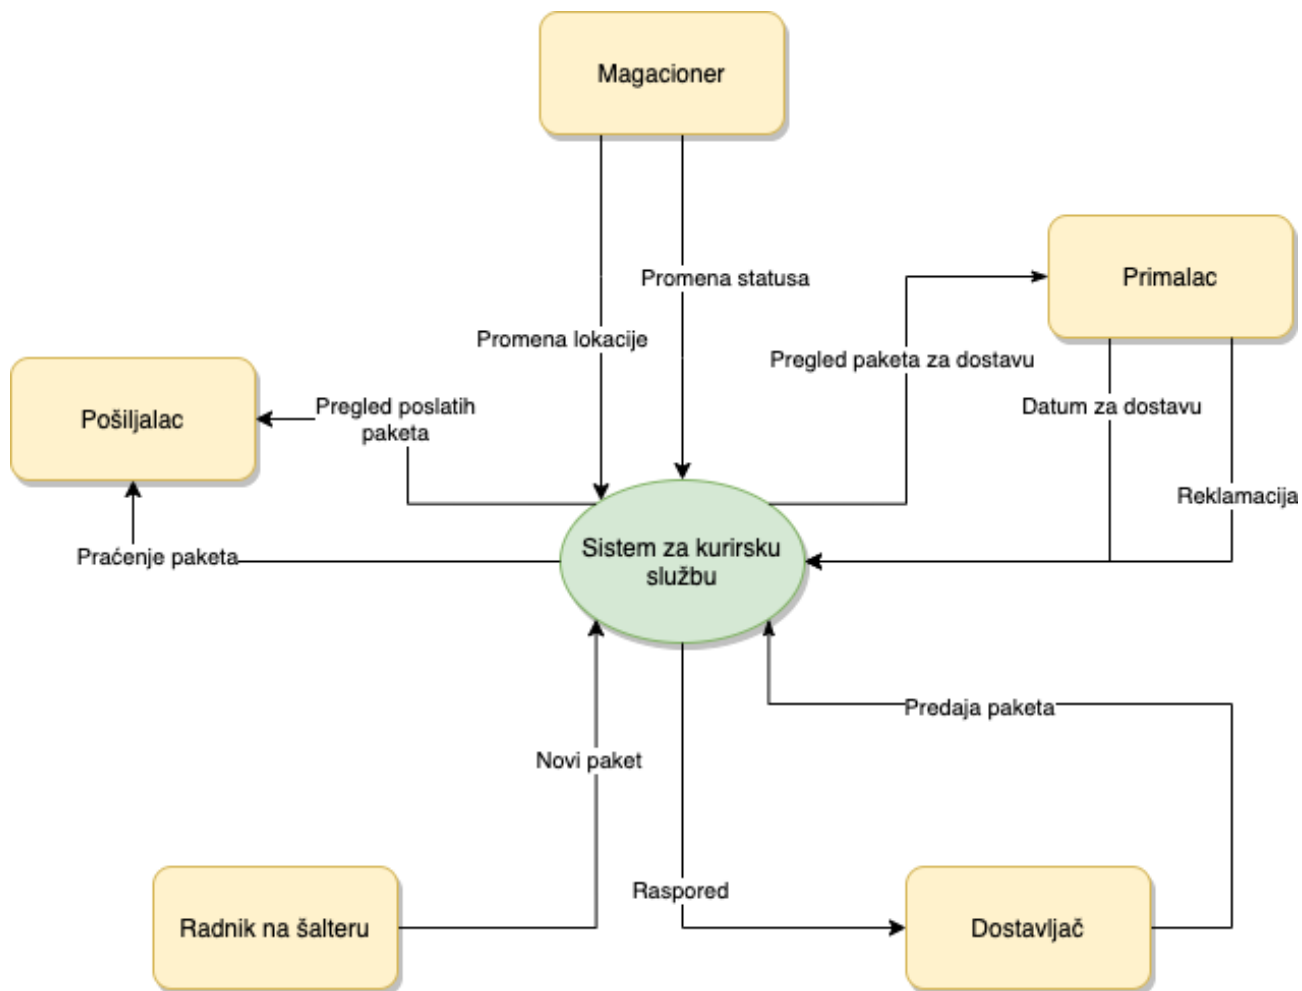 Magacioner
Promena statusa
Primalac
Promena lokacije
Pregled paketa za dostavu
Pošiljalac
Pregled poslatih
paketa
Datum za dostavu
Reklamacija
Praćenje paketa
Sistem za kurirsku
službu
Predaja paketa
Novi paket
Raspored
Radnik na šalteru
Dostavljač